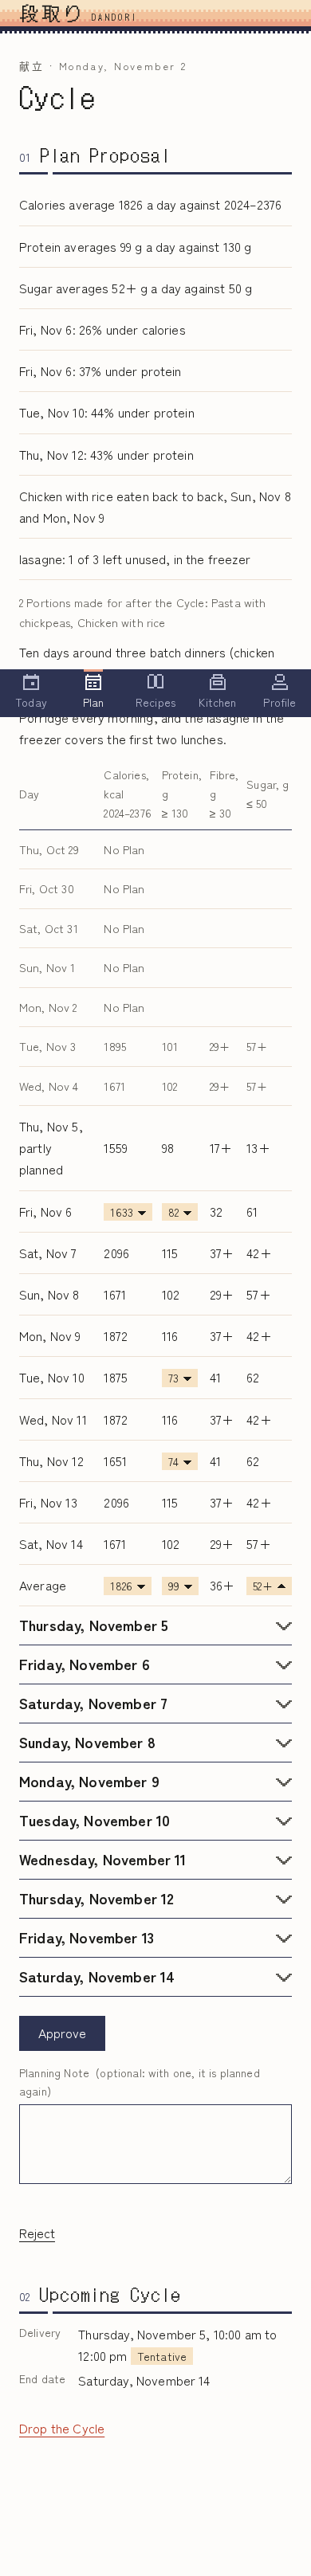 段取り DANDORI
献立 · Monday, November 2
Cycle
01 Plan Proposal
Calories average 1826 a day against 2024–2376
Protein averages 99 g a day against 130 g
Sugar averages 52+ g a day against 50 g
Fri, Nov 6: 26% under calories
Fri, Nov 6: 37% under protein
Tue, Nov 10: 44% under protein
Thu, Nov 12: 43% under protein
Chicken with rice eaten back to back, Sun, Nov 8
and Mon, Nov 9
lasagne: 1 of 3 left unused, in the freezer
2 Portions made for after the Cycle: Pasta with
chickpeas, Chicken with rice
Ten days around three batch dinners (chicken
Today Plan Recipes Kitchen Profile
Porridge every morning, and the lasagne in the
freezer covers the first two lunches.
Day Calories, kcal 2024–2376 Protein, g ≥ 130 Fibre, g ≥ 30 Sugar, g ≤ 50
Thu, Oct 29 No Plan
Fri, Oct 30 No Plan
Sat, Oct 31 No Plan
Sun, Nov 1 No Plan
Mon, Nov 2 No Plan
Tue, Nov 3 1895 101 29+ 57+
Wed, Nov 4 1671 102 29+ 57+
Thu, Nov 5, partly planned 1559 98 17+ 13+
Fri, Nov 6 1633 82 32 61
Sat, Nov 7 2096 115 37+ 42+
Sun, Nov 8 1671 102 29+ 57+
Mon, Nov 9 1872 116 37+ 42+
Tue, Nov 10 1875 73 41 62
Wed, Nov 11 1872 116 37+ 42+
Thu, Nov 12 1651 74 41 62
Fri, Nov 13 2096 115 37+ 42+
Sat, Nov 14 1671 102 29+ 57+
Average 1826 99 36+ 52+
Thursday, November 5
Friday, November 6
Saturday, November 7
Sunday, November 8
Monday, November 9
Tuesday, November 10
Wednesday, November 11
Thursday, November 12
Friday, November 13
Saturday, November 14
Approve
Planning Note (optional: with one, it is planned
again)
Reject
02 Upcoming Cycle
Delivery Thursday, November 5, 10:00 am to
12:00 pm Tentative
End date Saturday, November 14
Drop the Cycle